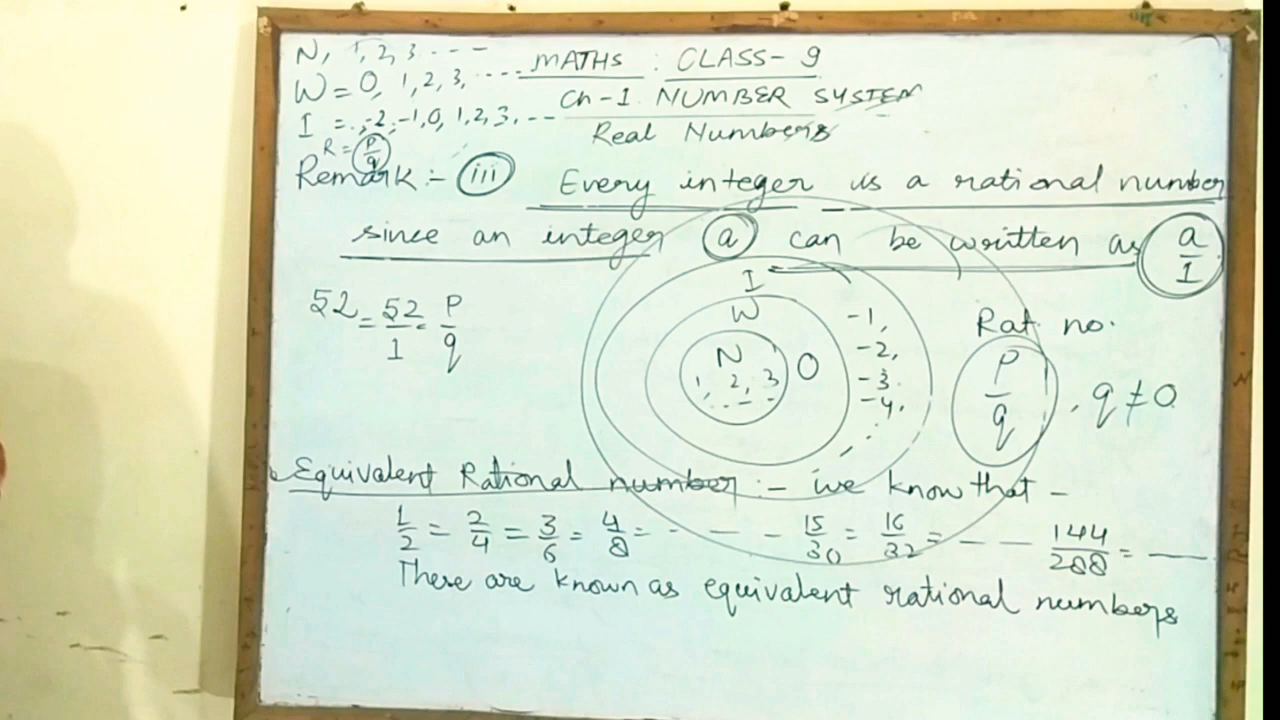 N, 1, 2, 3 - - -
W = 0, 1, 2, 3, - - - -
I = . , -2, -1, 0, 1, 2, 3, - - -
R = p/q
MATHS : CLASS- 9
Ch-1. NUMBER SYSTEM
Real Numbers
Remark :- (iii) Every integer is a rational number
since an integer (a) can be written as a/1
52 = 52/1 = p/q
I
W
N
1, 2, 3
0
-1,
-2,
-3.
-4,
Rat. no.
p/q , q ≠ 0
Equivalent Rational number :- we know that -
1/2 = 2/4 = 3/6 = 4/8 = - - - - 15/30 = 16/32 = - - - 144/288 = ---
These are known as equivalent rational numbers